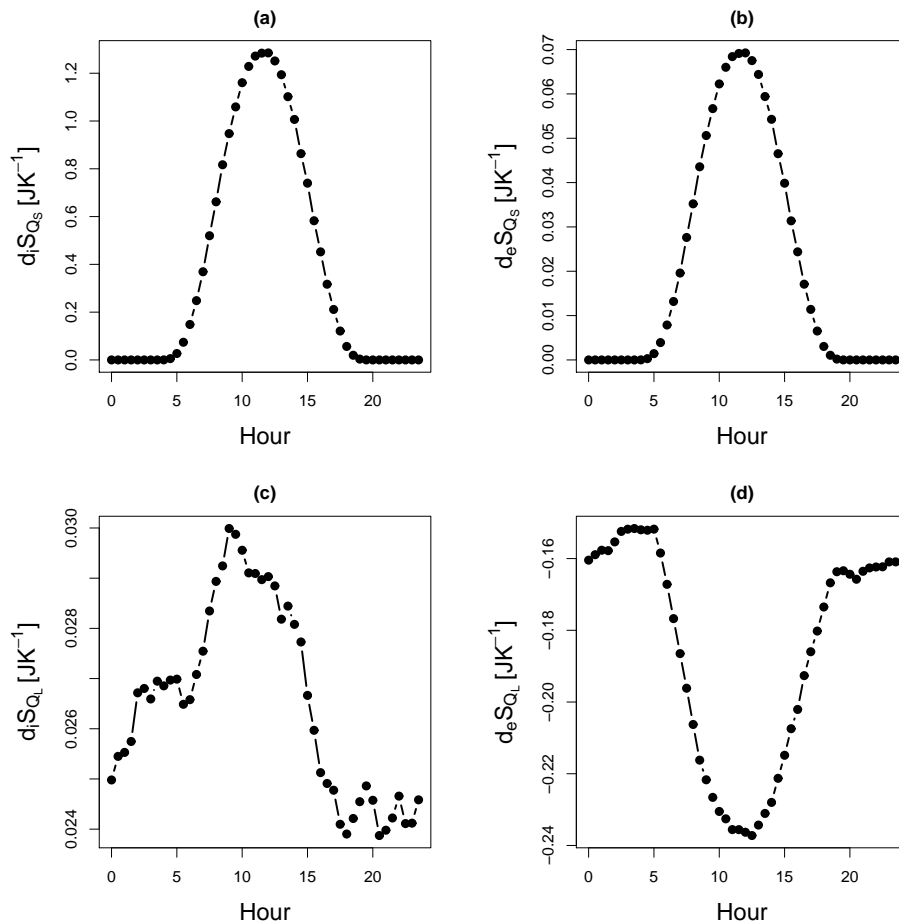 (a)
d_iS_{Q_S} [JK^{-1}]
0.0 0.2 0.4 0.6 0.8 1.0 1.2
0 5 10 15 20
Hour
(b)
d_eS_{Q_S} [JK^{-1}]
0.00 0.01 0.02 0.03 0.04 0.05 0.06 0.07
0 5 10 15 20
Hour
(c)
d_iS_{Q_L} [JK^{-1}]
0.024 0.026 0.028 0.030
0 5 10 15 20
Hour
(d)
d_eS_{Q_L} [JK^{-1}]
−0.24 −0.22 −0.20 −0.18 −0.16
0 5 10 15 20
Hour